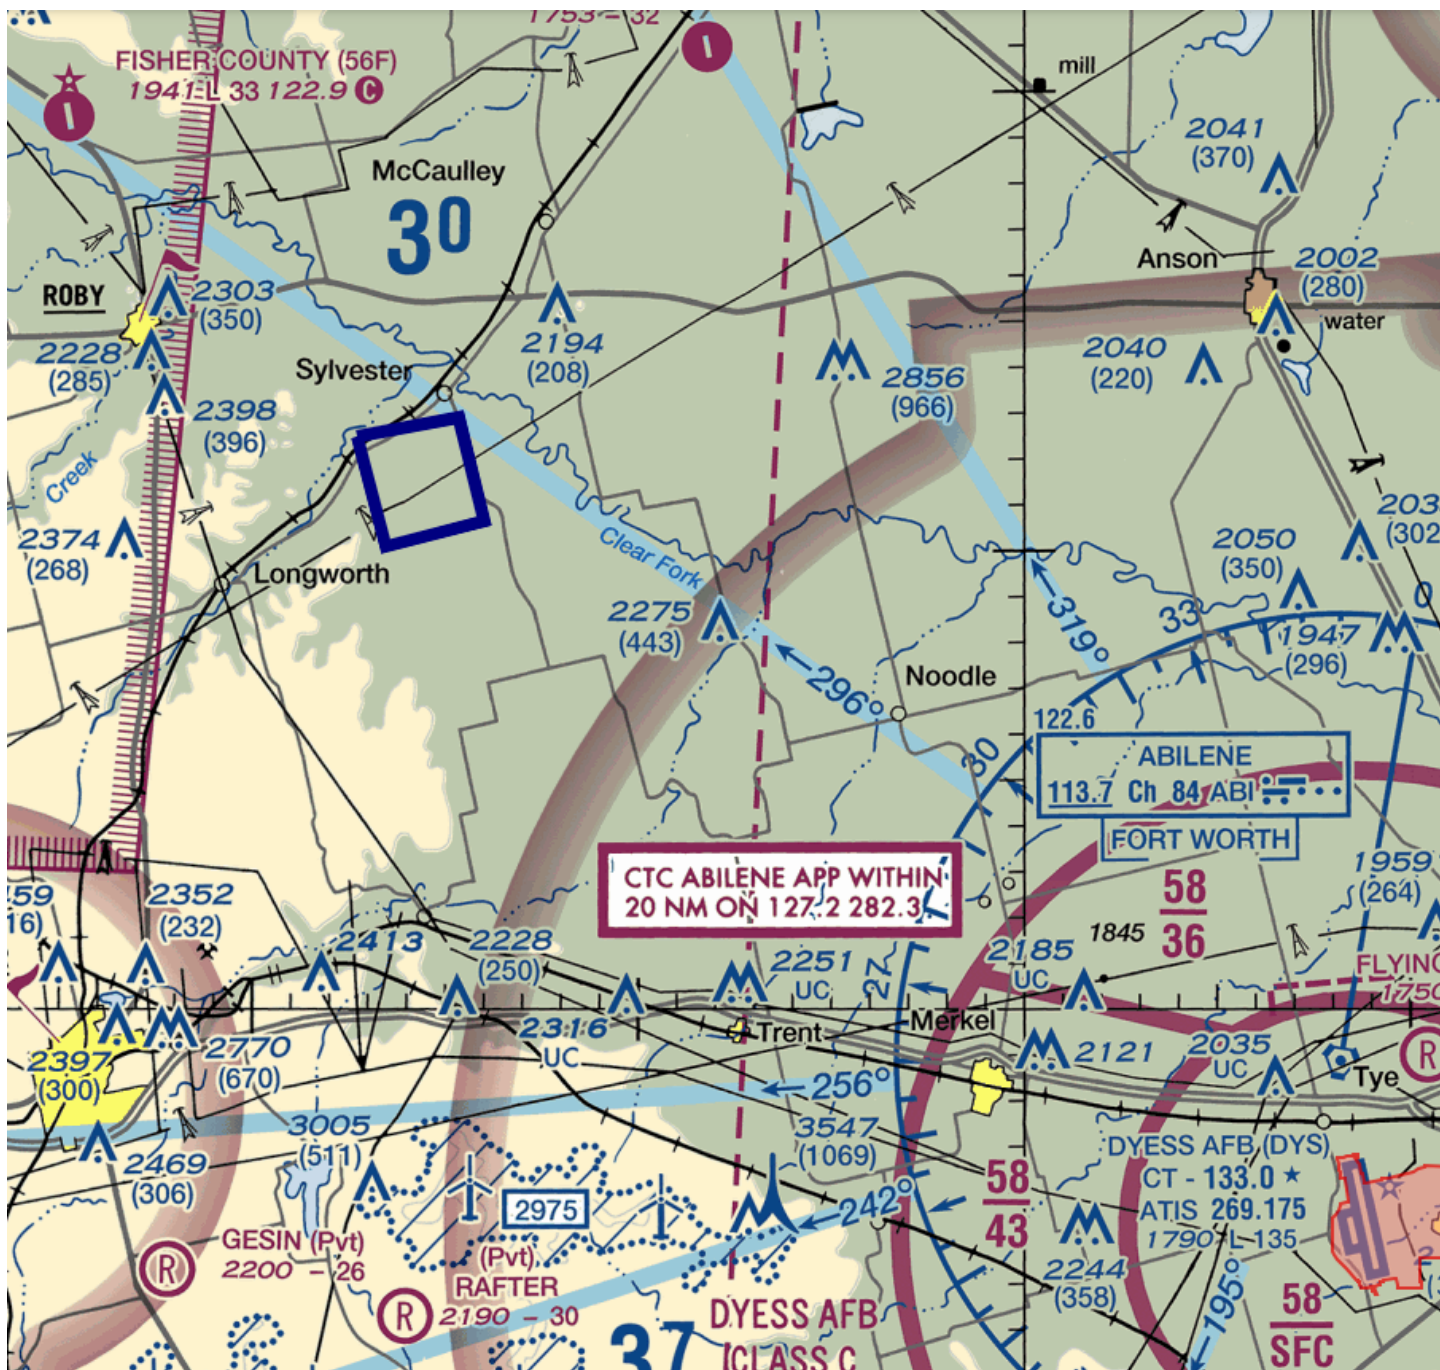 1753 - 32
FISHER COUNTY (56F)
1941 L 33 122.9 C
mill
2041
(370)
McCaulley
30
Anson
2002
(280)
water
ROBY
2303
(350)
2228
(285)
2194
(208)
2040
(220)
Sylvester
2856
(966)
2398
(396)
Creek
2374
(268)
Longworth
Clear Fork
2050
(350)
2275
(443)
319°
33
0
1947
(296)
296°
Noodle
30
122.6
ABILENE
113.7 Ch 84 ABI
FORT WORTH
CTC ABILENE APP WITHIN
20 NM ON 127.2 282.3
58
36
1959
(264)
2352
(232)
2413
2228
(250)
2251
UC
27
2185
UC
1845
FLYING
1750
2316
UC
Trent
Merkel
2397
(300)
2770
(670)
2121
2035
UC
R
Tye
256°
2469
(306)
3005
(511)
3547
(1069)
242°
DYESS AFB (DYS)
CT - 133.0 ★
ATIS 269.175
1790 L 135
2975
58
43
GESIN (Pvt)
2200 - 26
R
(Pvt)
RAFTER
2190 - 30
R
2244
(358)
195°
37
DYESS AFB
CLASS C
58
SFC